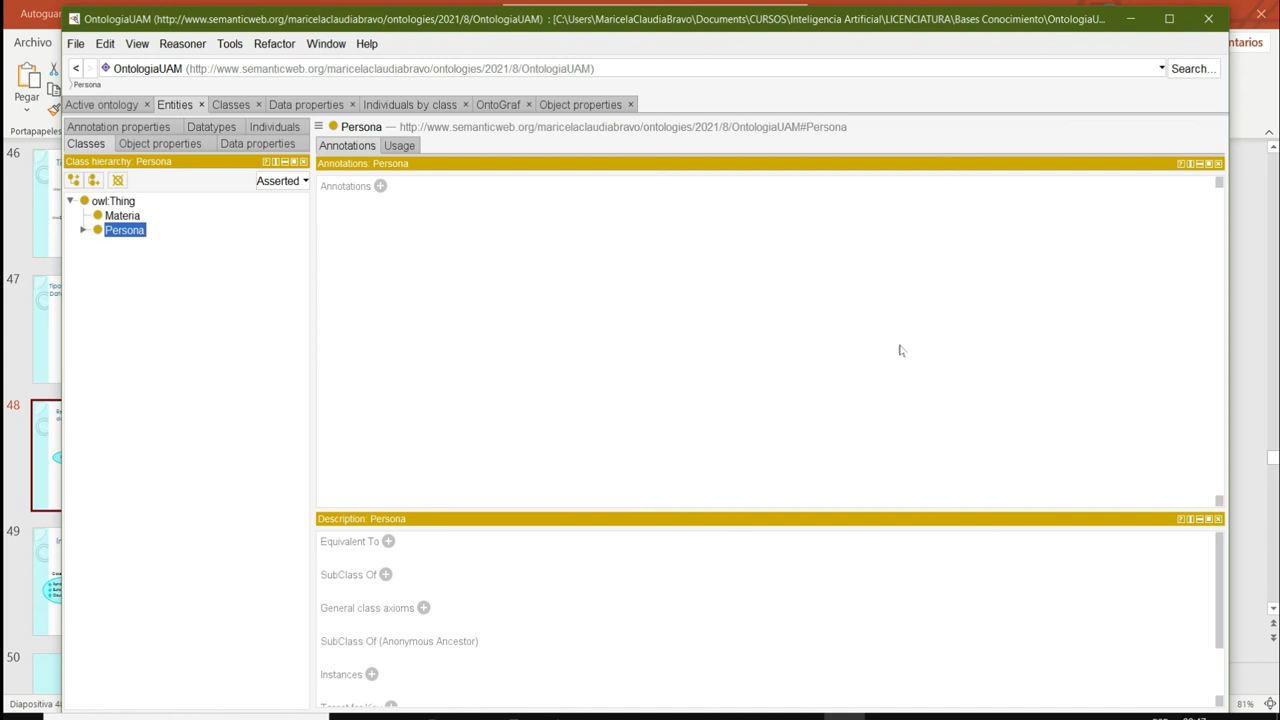 Autoguar
OntologiaUAM (http://www.semanticweb.org/maricelaclaudiabravo/ontologies/2021/8/OntologiaUAM) : [C:\Users\MaricelaClaudiaBravo\Documents\CURSOS\Inteligencia Artificial\LICENCIATURA\Bases Conocimiento\OntologiaU...
Archivo
File Edit View Reasoner Tools Refactor Window Help
ntarios
< > OntologiaUAM (http://www.semanticweb.org/maricelaclaudiabravo/ontologies/2021/8/OntologiaUAM) Search...
Persona
Pegar
Active ontology × Entities × Classes × Data properties × Individuals by class × OntoGraf × Object properties ×
Portapapeles
Annotation properties Datatypes Individuals
Classes Object properties Data properties
Persona — http://www.semanticweb.org/maricelaclaudiabravo/ontologies/2021/8/OntologiaUAM#Persona
Annotations Usage
Class hierarchy: Persona
Annotations: Persona
Asserted
Annotations
owl:Thing
Materia
Persona
46
47
48
49
50
Description: Persona
Equivalent To
SubClass Of
General class axioms
SubClass Of (Anonymous Ancestor)
Instances
Diapositiva 48
81%